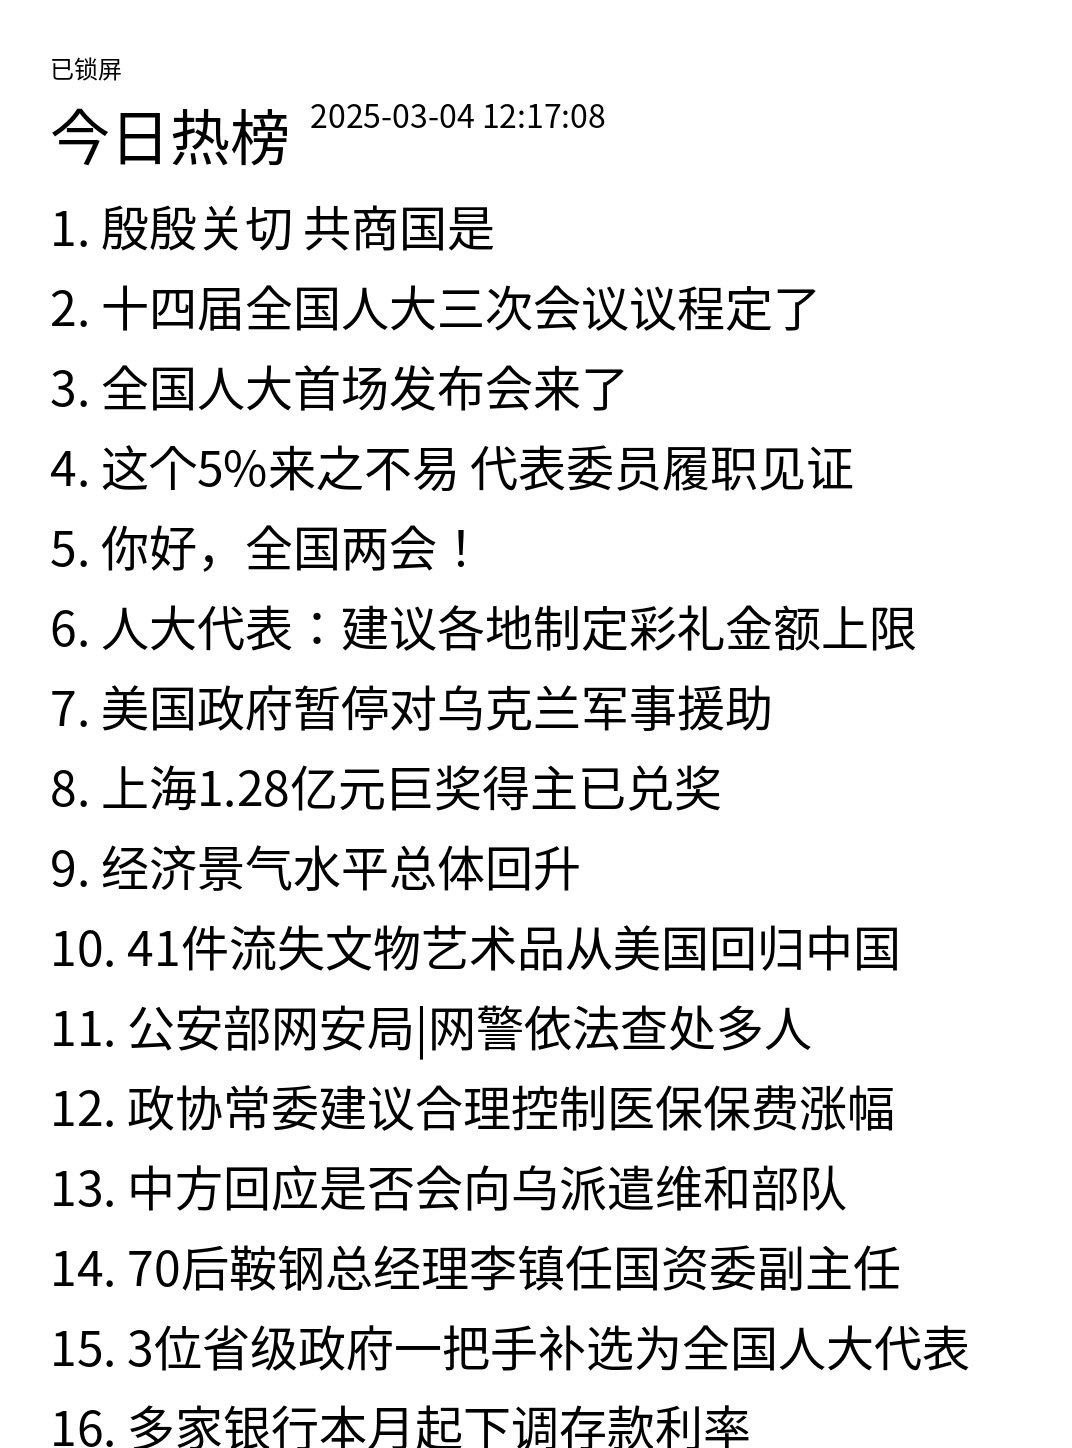 已锁屏
今日热榜 2025-03-04 12:17:08
1. 殷殷关切 共商国是
2. 十四届全国人大三次会议议程定了
3. 全国人大首场发布会来了
4. 这个5%来之不易 代表委员履职见证
5. 你好，全国两会！
6. 人大代表：建议各地制定彩礼金额上限
7. 美国政府暂停对乌克兰军事援助
8. 上海1.28亿元巨奖得主已兑奖
9. 经济景气水平总体回升
10. 41件流失文物艺术品从美国回归中国
11. 公安部网安局|网警依法查处多人
12. 政协常委建议合理控制医保保费涨幅
13. 中方回应是否会向乌派遣维和部队
14. 70后鞍钢总经理李镇任国资委副主任
15. 3位省级政府一把手补选为全国人大代表
16. 多家银行本月起下调存款利率